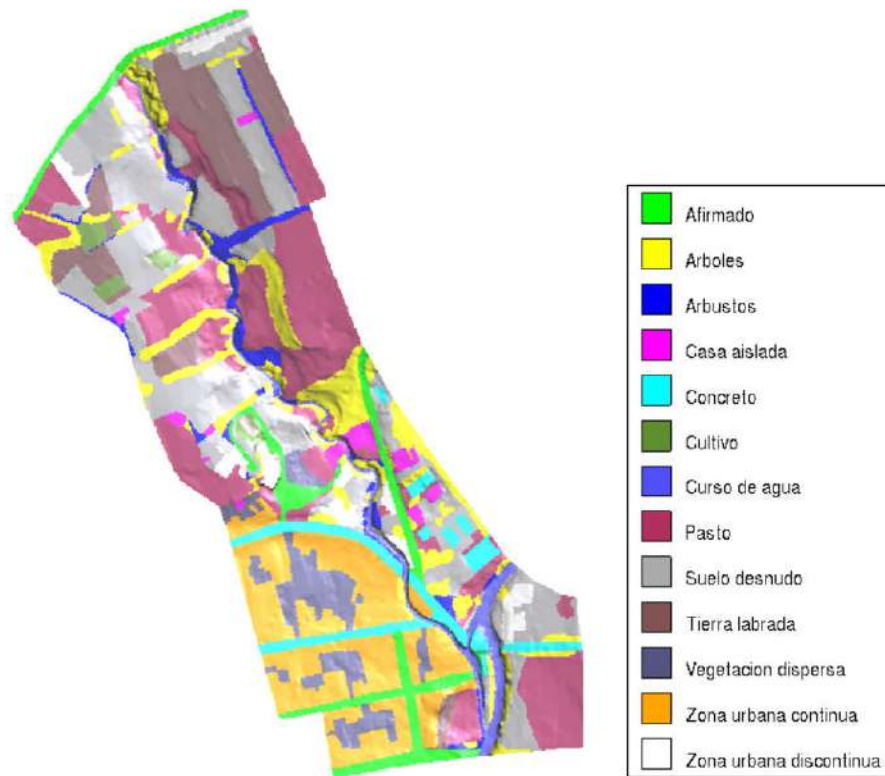 Afirmado
Arboles
Arbustos
Casa aislada
Concreto
Cultivo
Curso de agua
Pasto
Suelo desnudo
Tierra labrada
Vegetacion dispersa
Zona urbana continua
Zona urbana discontinua